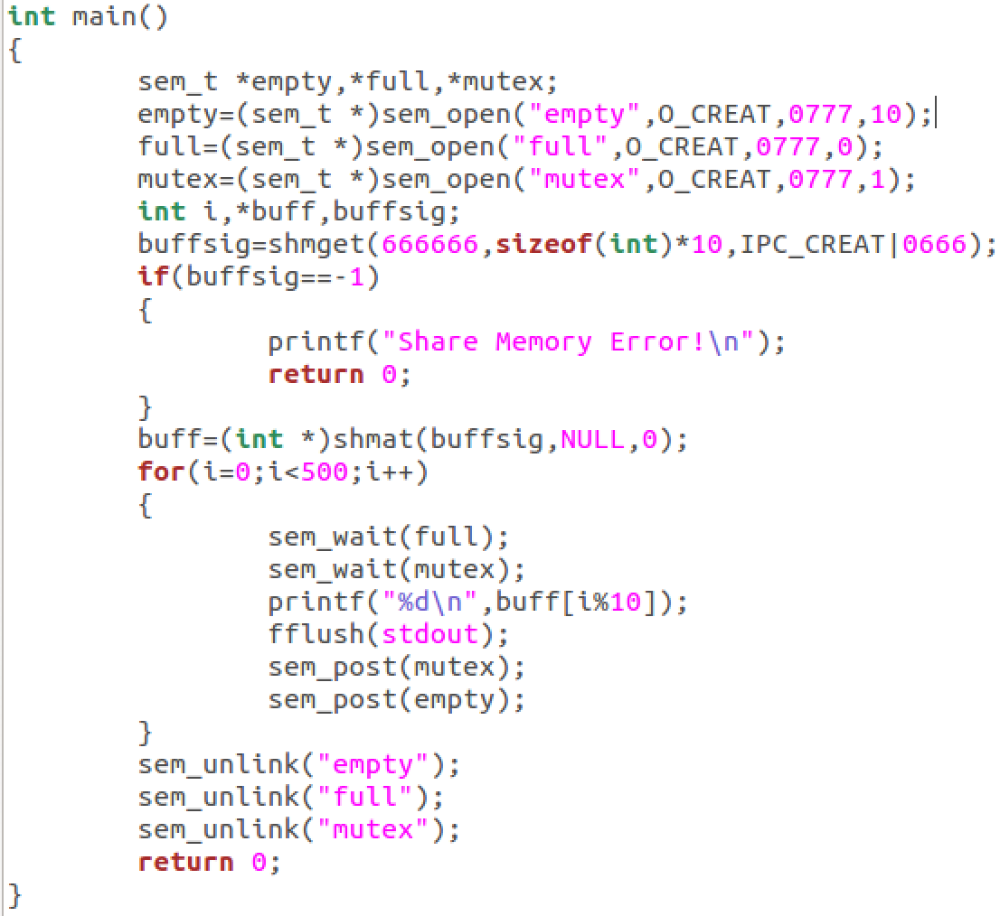 int main()
{
        sem_t *empty,*full,*mutex;
        empty=(sem_t *)sem_open("empty",O_CREAT,0777,10);
        full=(sem_t *)sem_open("full",O_CREAT,0777,0);
        mutex=(sem_t *)sem_open("mutex",O_CREAT,0777,1);
        int i,*buff,buffsig;
        buffsig=shmget(666666,sizeof(int)*10,IPC_CREAT|0666);
        if(buffsig==-1)
        {
                printf("Share Memory Error!\n");
                return 0;
        }
        buff=(int *)shmat(buffsig,NULL,0);
        for(i=0;i<500;i++)
        {
                sem_wait(full);
                sem_wait(mutex);
                printf("%d\n",buff[i%10]);
                fflush(stdout);
                sem_post(mutex);
                sem_post(empty);
        }
        sem_unlink("empty");
        sem_unlink("full");
        sem_unlink("mutex");
        return 0;
}